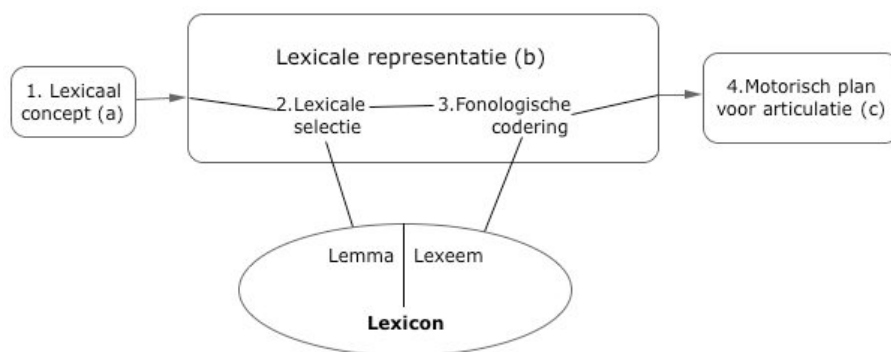 Lexicale representatie (b)
1. Lexicaal
concept (a)
2.Lexicale
selectie
3.Fonologische
codering
4.Motorisch plan
voor articulatie (c)
Lemma
Lexeem
Lexicon